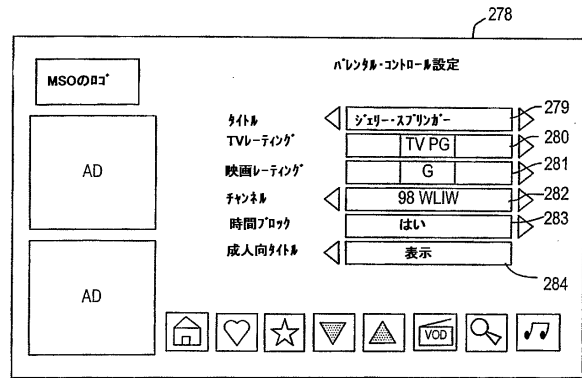 278
MSOのﾛｺﾞ
ﾊﾟﾚﾝﾀﾙ・ｺﾝﾄﾛｰﾙ設定
ﾀｲﾄﾙ
ｼﾞｪﾘｰ・ｽﾌﾟﾘﾝｶﾞｰ
279
TVﾚｰﾃｨﾝｸﾞ
TV PG
280
AD
映画ﾚｰﾃｨﾝｸﾞ
G
281
ﾁｬﾝﾈﾙ
98 WLIW
282
時間ﾌﾞﾛｯｸ
はい
283
成人向ﾀｲﾄﾙ
表示
284
AD
VOD